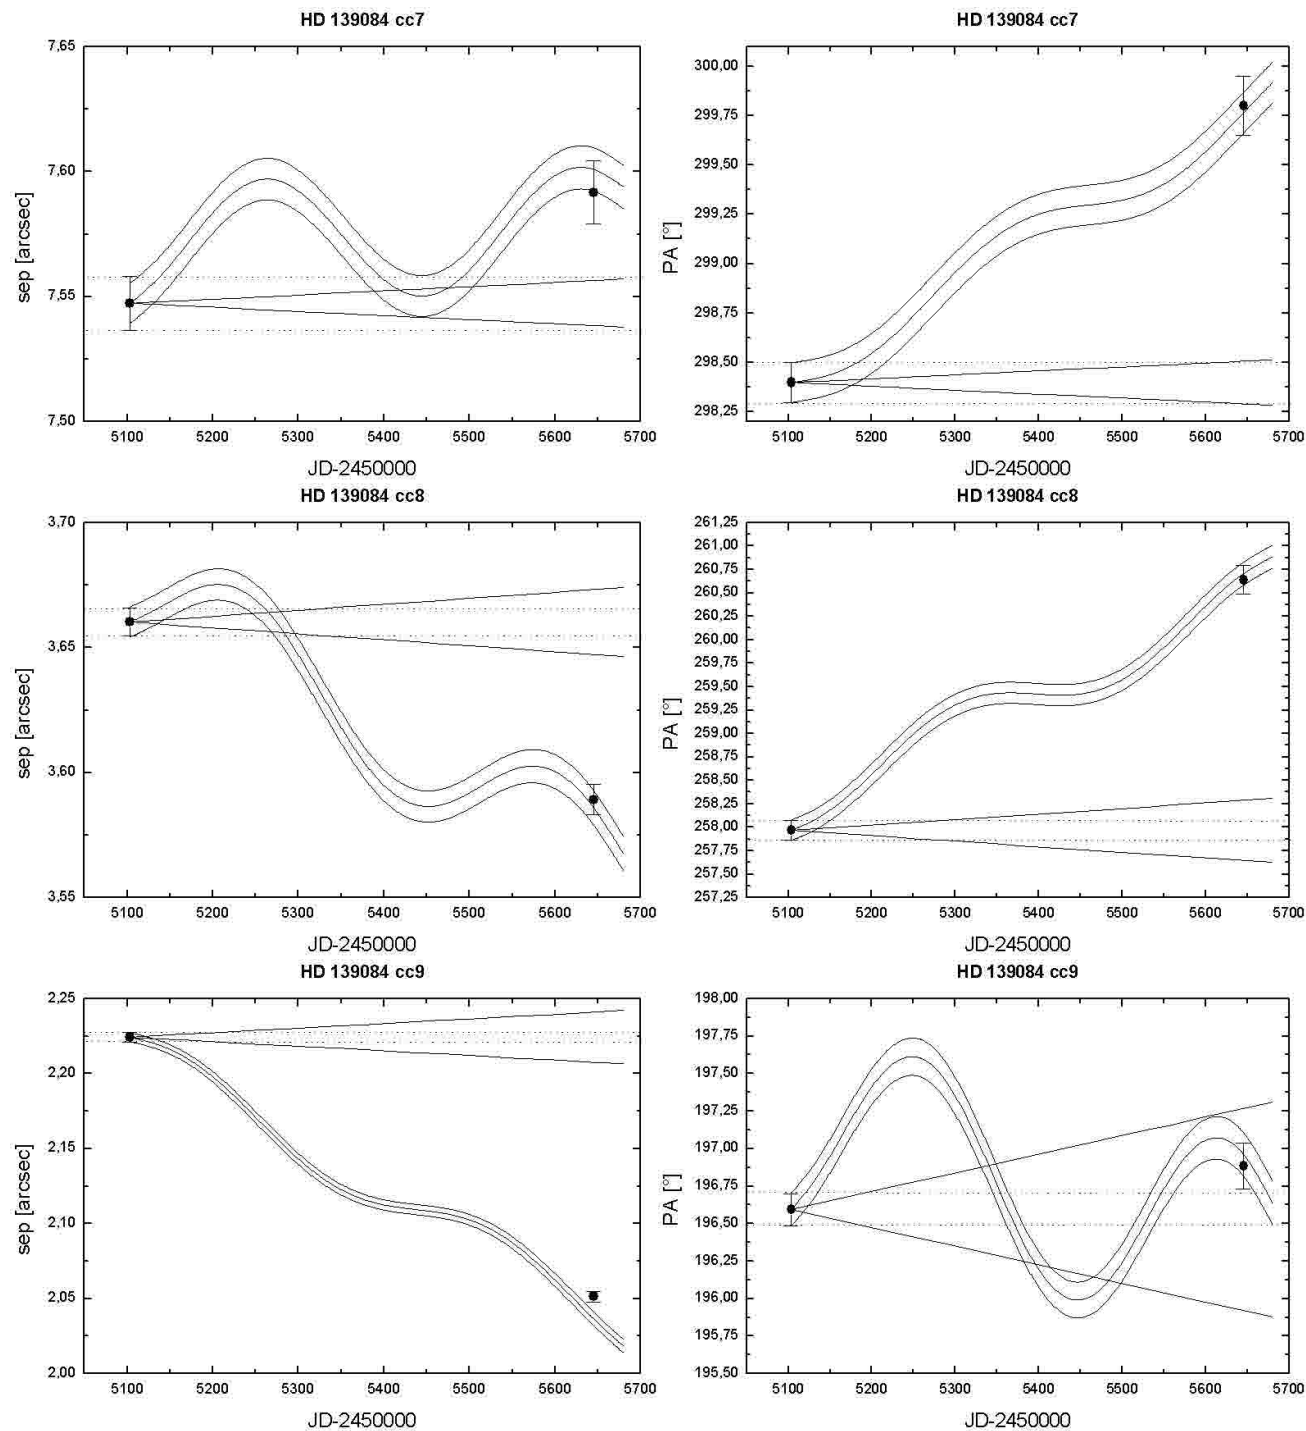 HD 139084 cc7
7,65
7,60
7,55
7,50
sep [arcsec]
5100 5200 5300 5400 5500 5600 5700
JD-2450000
HD 139084 cc7
300,00
299,75
299,50
299,25
299,00
298,75
298,50
298,25
PA [°]
5100 5200 5300 5400 5500 5600 5700
JD-2450000
HD 139084 cc8
3,70
3,65
3,60
3,55
sep [arcsec]
5100 5200 5300 5400 5500 5600 5700
JD-2450000
HD 139084 cc8
261,25
261,00
260,75
260,50
260,25
260,00
259,75
259,50
259,25
259,00
258,75
258,50
258,25
258,00
257,75
257,50
257,25
PA [°]
5100 5200 5300 5400 5500 5600 5700
JD-2450000
HD 139084 cc9
2,25
2,20
2,15
2,10
2,05
2,00
sep [arcsec]
5100 5200 5300 5400 5500 5600 5700
JD-2450000
HD 139084 cc9
198,00
197,75
197,50
197,25
197,00
196,75
196,50
196,25
196,00
195,75
195,50
PA [°]
5100 5200 5300 5400 5500 5600 5700
JD-2450000